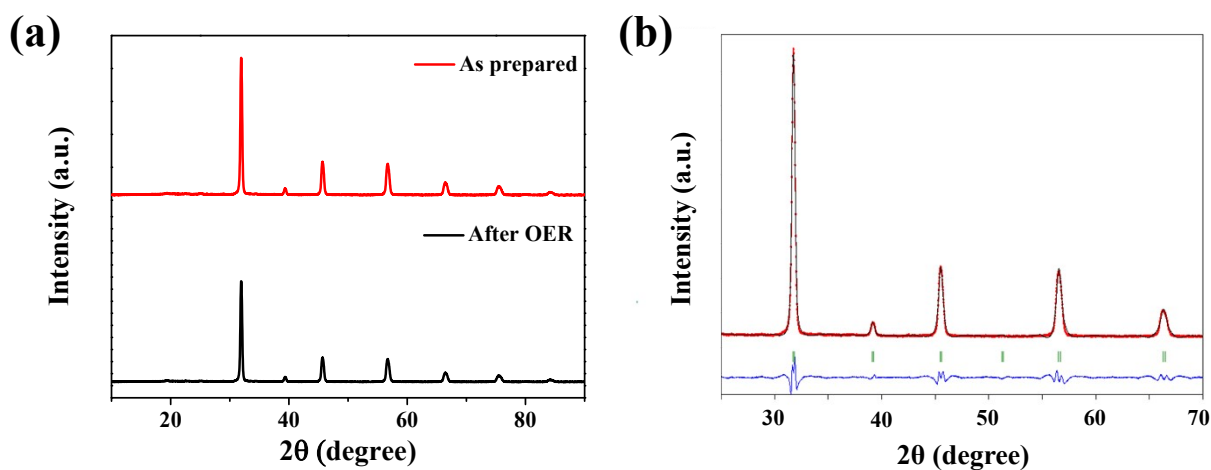 (a)
As prepared
After OER
Intensity (a.u.)
20 40 60 80
2θ (degree)
(b)
Intensity (a.u.)
30 40 50 60 70
2θ (degree)